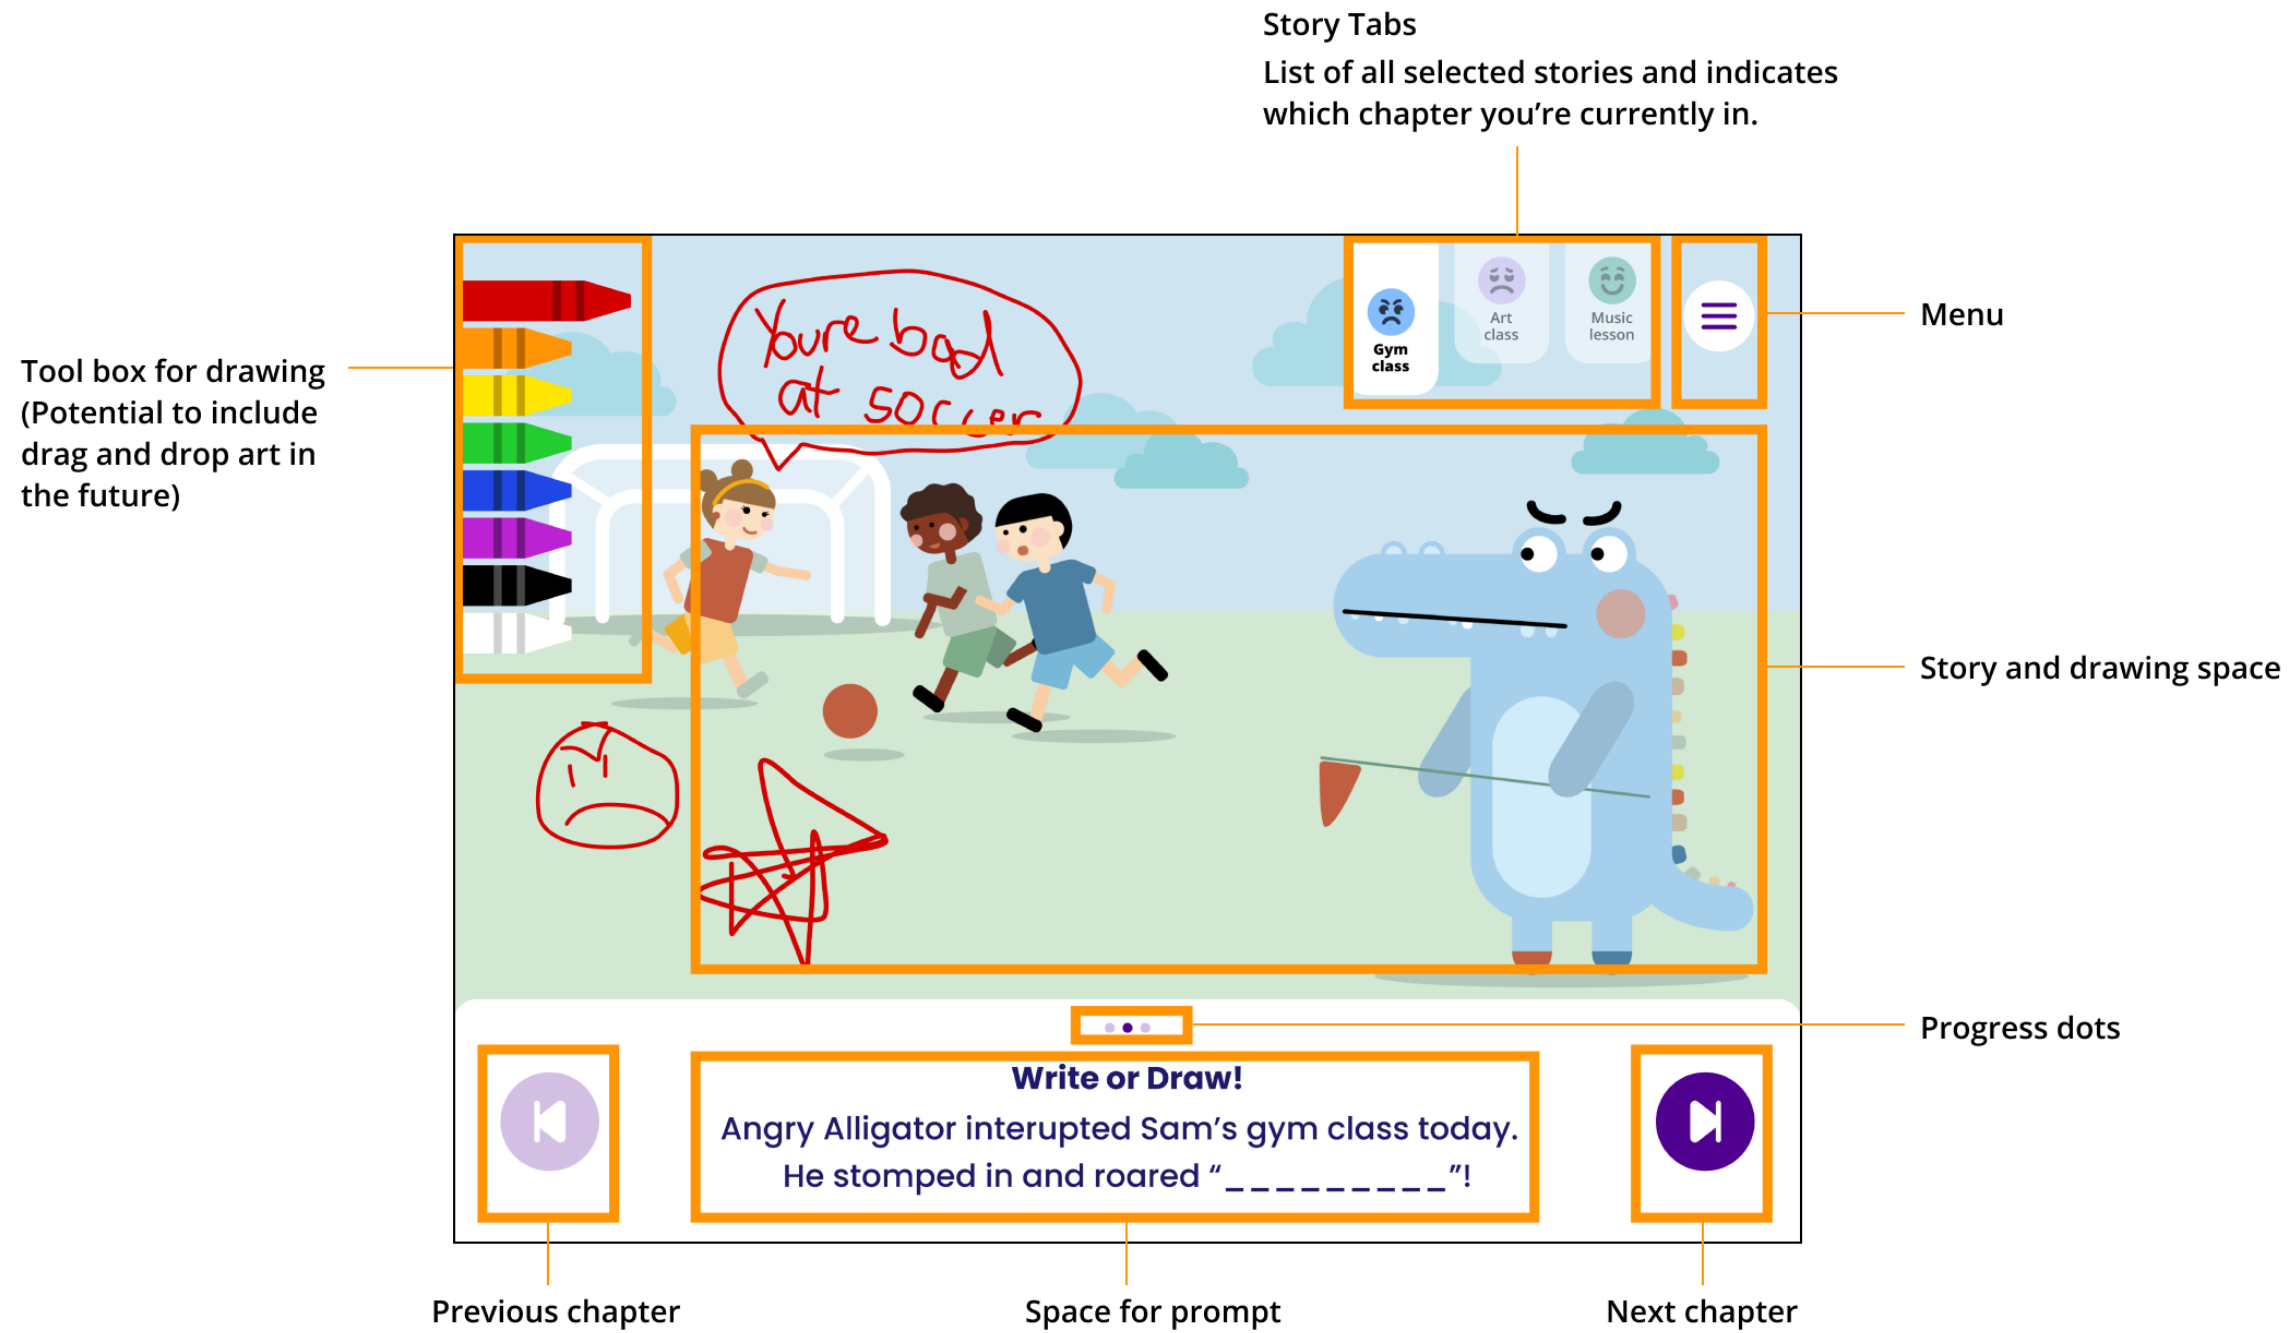 Story Tabs
List of all selected stories and indicates
which chapter you’re currently in.
Youre bad
at soccer
Gym
class
Art
class
Music
lesson
Menu
Tool box for drawing
(Potential to include
drag and drop art in
the future)
Story and drawing space
Progress dots
Write or Draw!
Angry Alligator interupted Sam’s gym class today.
He stomped in and roared “_________”!
Previous chapter
Space for prompt
Next chapter